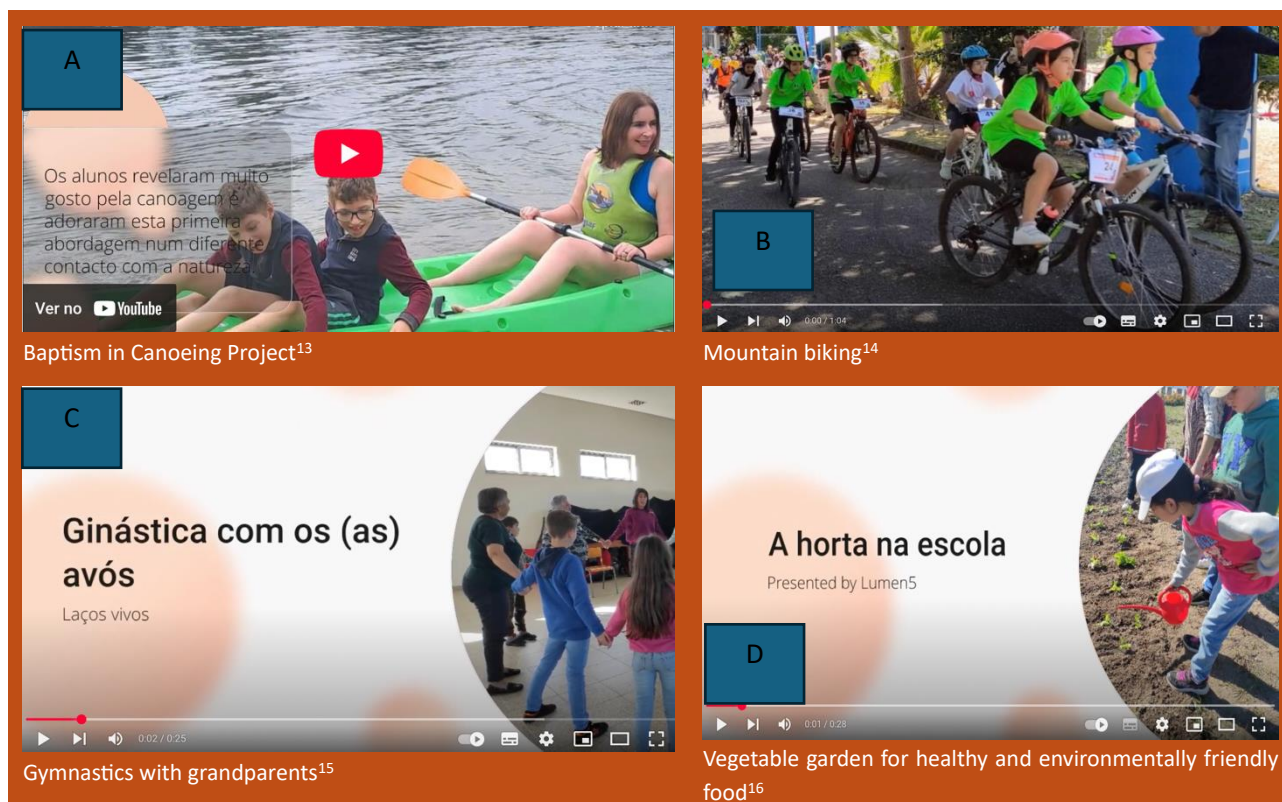 A
Os alunos revelaram muito
gosto pela canoagem e
adoraram esta primeira
abordagem num diferente
contacto com a natureza.
Ver no YouTube
Baptism in Canoeing Project13
B
24
0:00 / 1:04
Mountain biking14
C
Ginástica com os (as)
avós
Laços vivos
0:02 / 0:25
Gymnastics with grandparents15
A horta na escola
Presented by Lumen5
D
0:01 / 0:28
Vegetable garden for healthy and environmentally friendly
food16